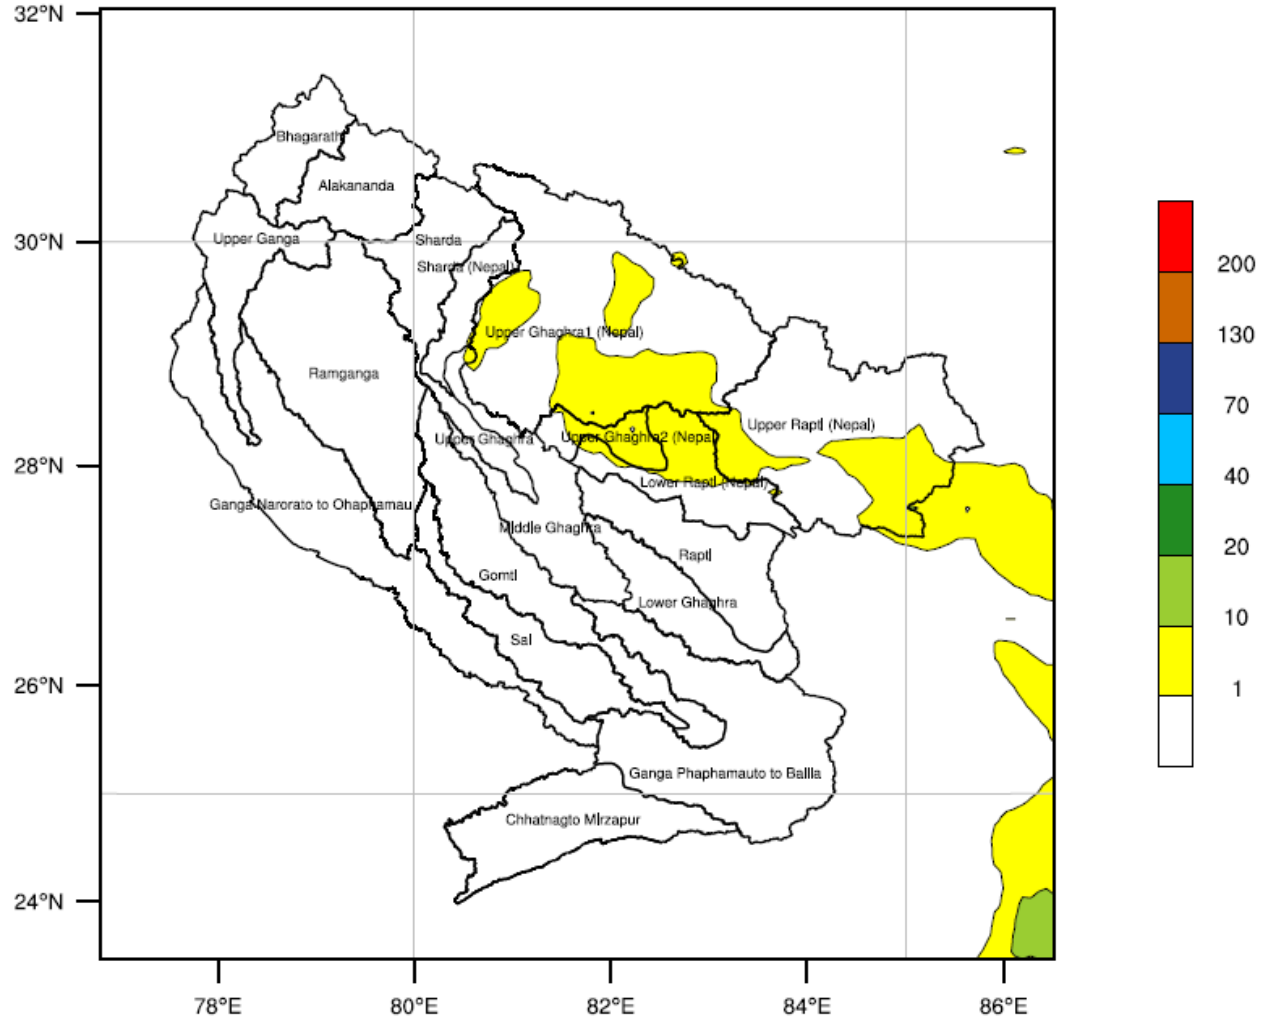 32°N
Bhagarath
Alakananda
Upper Ganga
Sharda
30°N
Sharda (Nepal)
200
Upper Ghaghra1 (Nepal)
130
Ramganga
70
Upper Rapti (Nepal)
Upper Ghaghra2 (Nepal
Upper Ghaghra
28°N
40
Lower Rapti (Nepal)
Ganga Narorato to Ohaphamau
Middle Ghaghra
20
Rapti
Gomti
Lower Ghaghra
10
Sai
26°N
1
Ganga Phaphamauto to Ballia
Chhatnagto Mirzapur
24°N
78°E 80°E 82°E 84°E 86°E